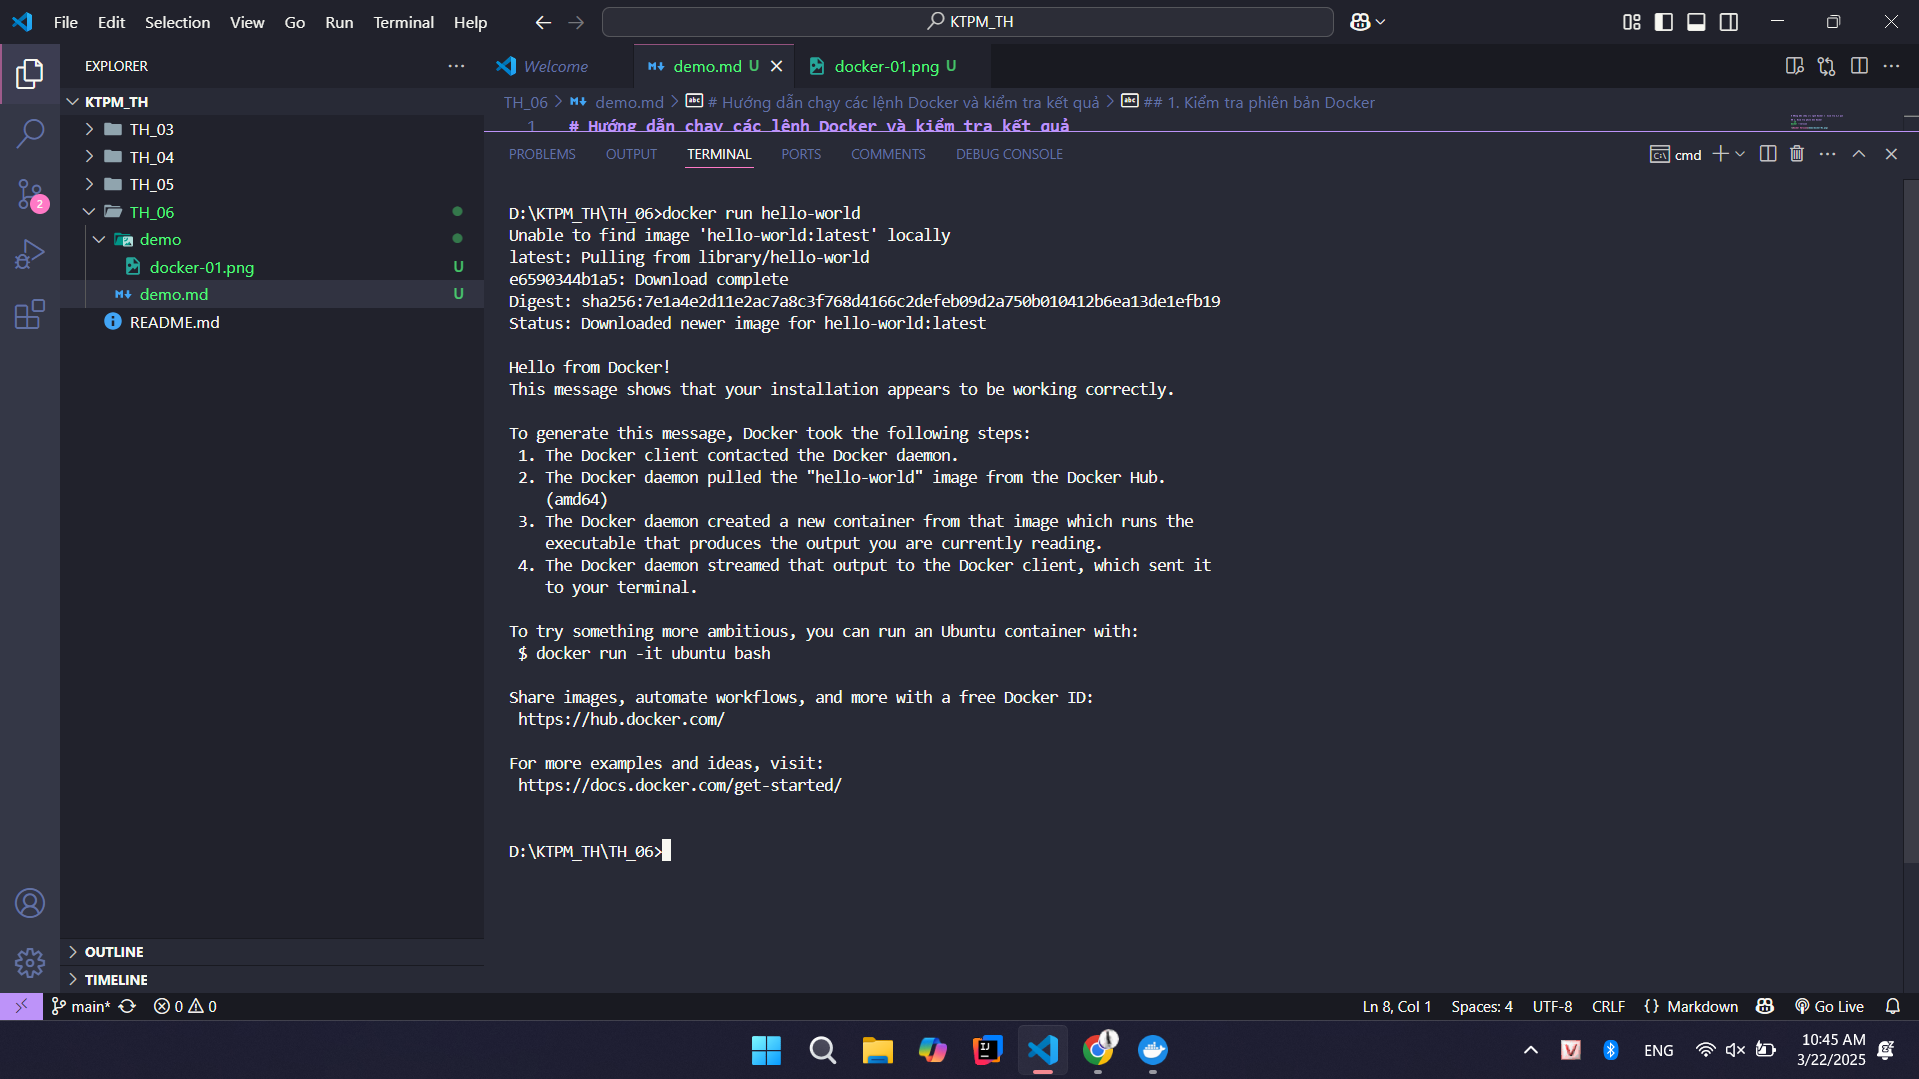 File Edit Selection View Go Run Terminal Help
KTPM_TH
EXPLORER
KTPM_TH
TH_03
TH_04
TH_05
TH_06
demo
docker-01.png U
demo.md U
README.md
OUTLINE
TIMELINE
2
Welcome
demo.md U
docker-01.png U
TH_06 > demo.md > # Hướng dẫn chạy các lệnh Docker và kiểm tra kết quả > ## 1. Kiểm tra phiên bản Docker
1 # Hướng dẫn chạy các lệnh Docker và kiểm tra kết quả
PROBLEMS OUTPUT TERMINAL PORTS COMMENTS DEBUG CONSOLE
cmd
D:\KTPM_TH\TH_06>docker run hello-world
Unable to find image 'hello-world:latest' locally
latest: Pulling from library/hello-world
e6590344b1a5: Download complete
Digest: sha256:7e1a4e2d11e2ac7a8c3f768d4166c2defeb09d2a750b010412b6ea13de1efb19
Status: Downloaded newer image for hello-world:latest
Hello from Docker!
This message shows that your installation appears to be working correctly.
To generate this message, Docker took the following steps:
1. The Docker client contacted the Docker daemon.
2. The Docker daemon pulled the "hello-world" image from the Docker Hub.
(amd64)
3. The Docker daemon created a new container from that image which runs the
executable that produces the output you are currently reading.
4. The Docker daemon streamed that output to the Docker client, which sent it
to your terminal.
To try something more ambitious, you can run an Ubuntu container with:
$ docker run -it ubuntu bash
Share images, automate workflows, and more with a free Docker ID:
https://hub.docker.com/
For more examples and ideas, visit:
https://docs.docker.com/get-started/
D:\KTPM_TH\TH_06>
main* 0 0
Ln 8, Col 1 Spaces: 4 UTF-8 CRLF {} Markdown Go Live
ENG
10:45 AM
3/22/2025